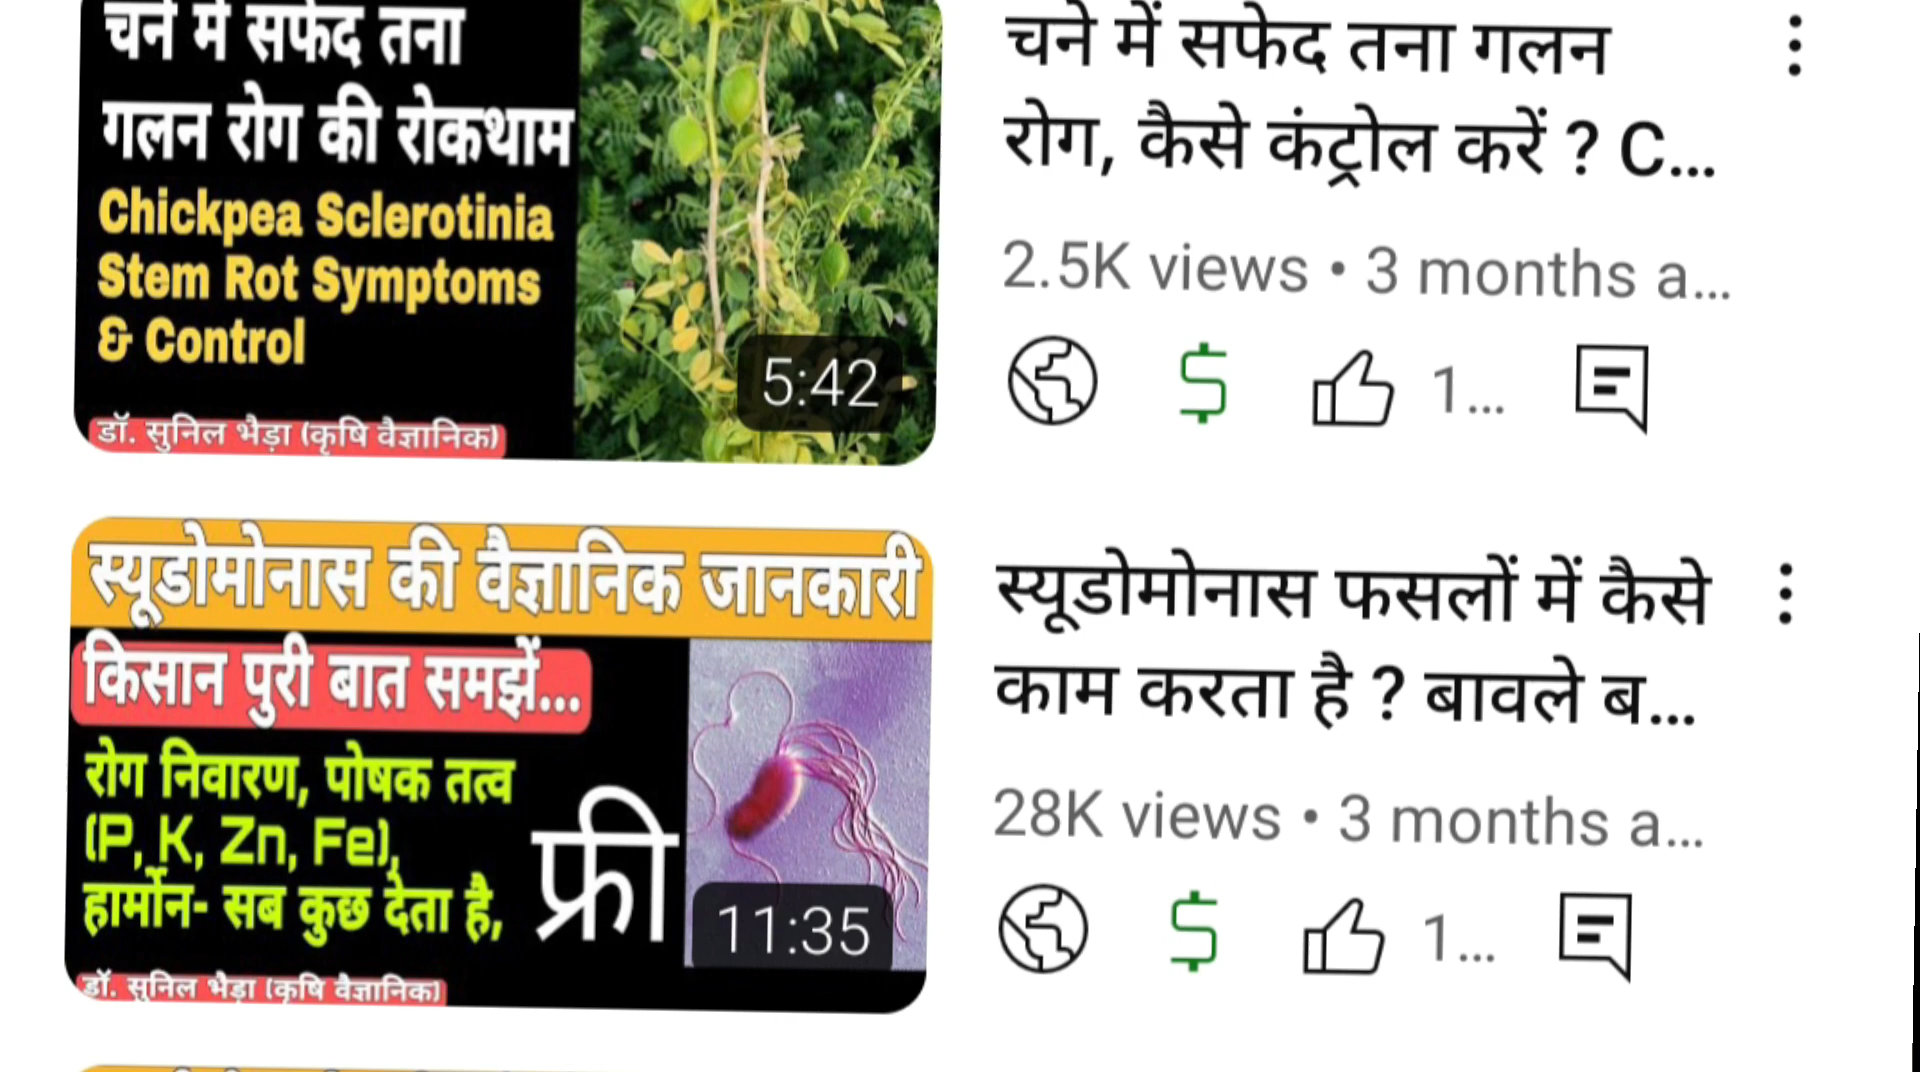 चने में सफेद तना
गलन रोग की रोकथाम
Chickpea Sclerotinia
Stem Rot Symptoms
& Control
डॉ. सुनिल भैड़ा (कृषि वैज्ञानिक)
5:42
चने में सफेद तना गलन
रोग, कैसे कंट्रोल करें ? C...
2.5K views • 3 months a...
1...
स्यूडोमोनास की वैज्ञानिक जानकारी
किसान पुरी बात समझें...
रोग निवारण, पोषक तत्व
(P, K, Zn, Fe),
हार्मोन- सब कुछ देता है,
फ्री
डॉ. सुनिल भैड़ा (कृषि वैज्ञानिक)
11:35
स्यूडोमोनास फसलों में कैसे
काम करता है ? बावले ब...
28K views • 3 months a...
1...